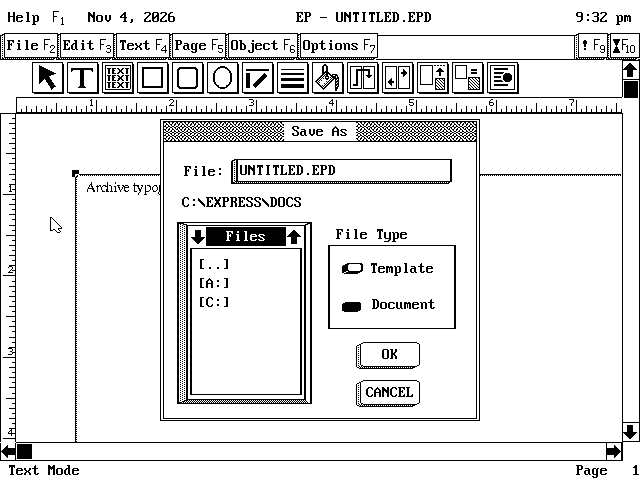 Help F1 Nov 4, 2026 EP - UNTITLED.EPD 9:32 pm
File F2 Edit F3 Text F4 Page F5 Object F6 Options F7 ! F9 F10
T TEXT TEXT TEXT
1 2 3 4 5 6 7
Save As
File: UNTITLED.EPD
1 Archive typo
C:\EXPRESS\DOCS
Files File Type
[..]
2 Template
[A:]
[C:] Document
3 OK
CANCEL
4
Text Mode Page 1